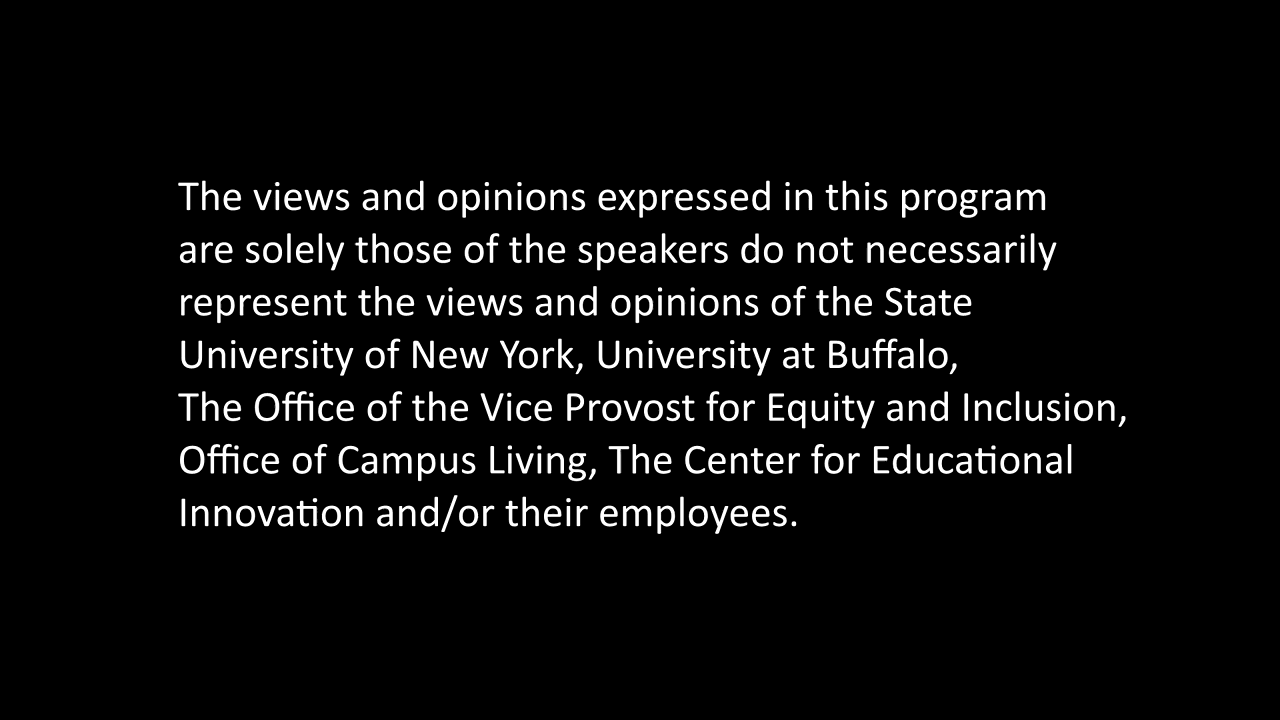 The views and opinions expressed in this program
are solely those of the speakers do not necessarily
represent the views and opinions of the State
University of New York, University at Buffalo,
The Office of the Vice Provost for Equity and Inclusion,
Office of Campus Living, The Center for Educational
Innovation and/or their employees.